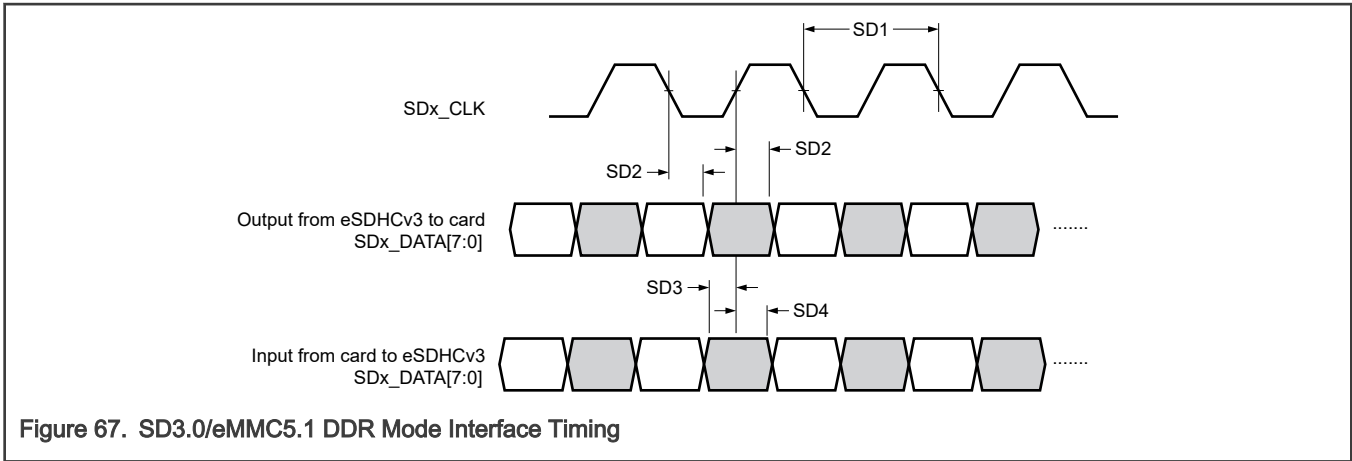 SD1
SDx_CLK
SD2
SD2
Output from eSDHCv3 to card
SDx_DATA[7:0]
.......
SD3
SD4
Input from card to eSDHCv3
SDx_DATA[7:0]
.......
Figure 67. SD3.0/eMMC5.1 DDR Mode Interface Timing